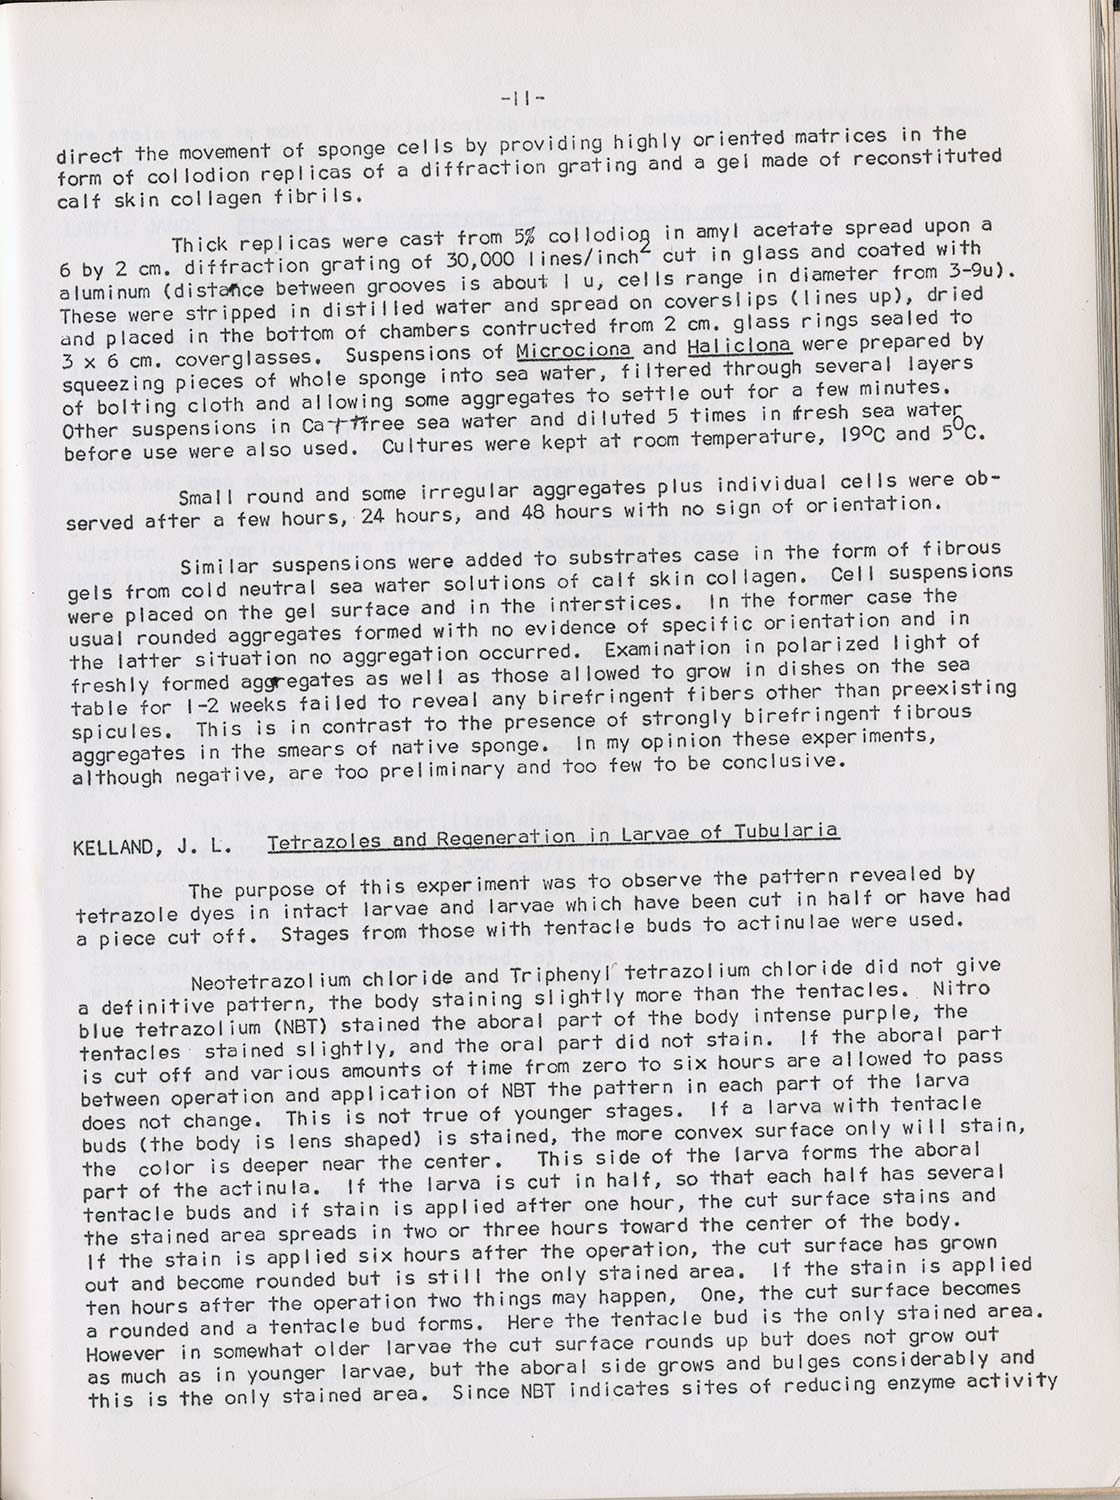 -11-
direct the movement of sponge cells by providing highly oriented matrices in the
form of collodion replicas of a diffraction grating and a gel made of reconstituted
calf skin collagen fibrils.
Thick replicas were cast from 5% collodion in amyl acetate spread upon a
6 by 2 cm. diffraction grating of 30,000 lines/inch2 cut in glass and coated with
aluminum (distance between grooves is about 1 u, cells range in diameter from 3-9u).
These were stripped in distilled water and spread on coverslips (lines up), dried
and placed in the bottom of chambers contructed from 2 cm. glass rings sealed to
3 x 6 cm. coverglasses. Suspensions of Microciona and Haliclona were prepared by
squeezing pieces of whole sponge into sea water, filtered through several layers
of bolting cloth and allowing some aggregates to settle out for a few minutes.
Other suspensions in Ca++free sea water and diluted 5 times in fresh sea water
before use were also used. Cultures were kept at room temperature, 19°C and 5°C.
Small round and some irregular aggregates plus individual cells were ob-
served after a few hours, 24 hours, and 48 hours with no sign of orientation.
Similar suspensions were added to substrates case in the form of fibrous
gels from cold neutral sea water solutions of calf skin collagen. Cell suspensions
were placed on the gel surface and in the interstices. In the former case the
usual rounded aggregates formed with no evidence of specific orientation and in
the latter situation no aggregation occurred. Examination in polarized light of
freshly formed aggregates as well as those allowed to grow in dishes on the sea
table for 1-2 weeks failed to reveal any birefringent fibers other than preexisting
spicules. This is in contrast to the presence of strongly birefringent fibrous
aggregates in the smears of native sponge. In my opinion these experiments,
although negative, are too preliminary and too few to be conclusive.
KELLAND, J. L. Tetrazoles and Regeneration in Larvae of Tubularia
The purpose of this experiment was to observe the pattern revealed by
tetrazole dyes in intact larvae and larvae which have been cut in half or have had
a piece cut off. Stages from those with tentacle buds to actinulae were used.
Neotetrazolium chloride and Triphenyl tetrazolium chloride did not give
a definitive pattern, the body staining slightly more than the tentacles. Nitro
blue tetrazolium (NBT) stained the aboral part of the body intense purple, the
tentacles stained slightly, and the oral part did not stain. If the aboral part
is cut off and various amounts of time from zero to six hours are allowed to pass
between operation and application of NBT the pattern in each part of the larva
does not change. This is not true of younger stages. If a larva with tentacle
buds (the body is lens shaped) is stained, the more convex surface only will stain,
the color is deeper near the center. This side of the larva forms the aboral
part of the actinula. If the larva is cut in half, so that each half has several
tentacle buds and if stain is applied after one hour, the cut surface stains and
the stained area spreads in two or three hours toward the center of the body.
If the stain is applied six hours after the operation, the cut surface has grown
out and become rounded but is still the only stained area. If the stain is applied
ten hours after the operation two things may happen, One, the cut surface becomes
a rounded and a tentacle bud forms. Here the tentacle bud is the only stained area.
However in somewhat older larvae the cut surface rounds up but does not grow out
as much as in younger larvae, but the aboral side grows and bulges considerably and
this is the only stained area. Since NBT indicates sites of reducing enzyme activity